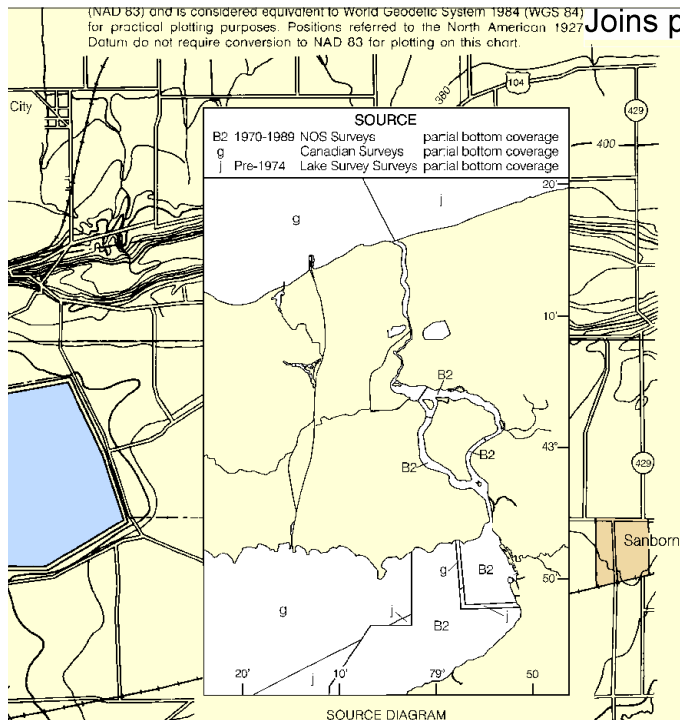 (NAD 83) and is considered equivalent to World Geodetic System 1984 (WGS 84)
for practical plotting purposes. Positions referred to the North American 1927
Datum do not require conversion to NAD 83 for plotting on this chart.
Joins p
City
380
104
429
400
SOURCE
B2 1970-1989 NOS Surveys partial bottom coverage
g Canadian Surveys partial bottom coverage
j Pre-1974 Lake Survey Surveys partial bottom coverage
20'
j
g
10'
B2
43°
B2
B2
429
Sanborn
g
B2
50'
g
j
j
B2
j
20'
10'
79°
50
SOURCE DIAGRAM